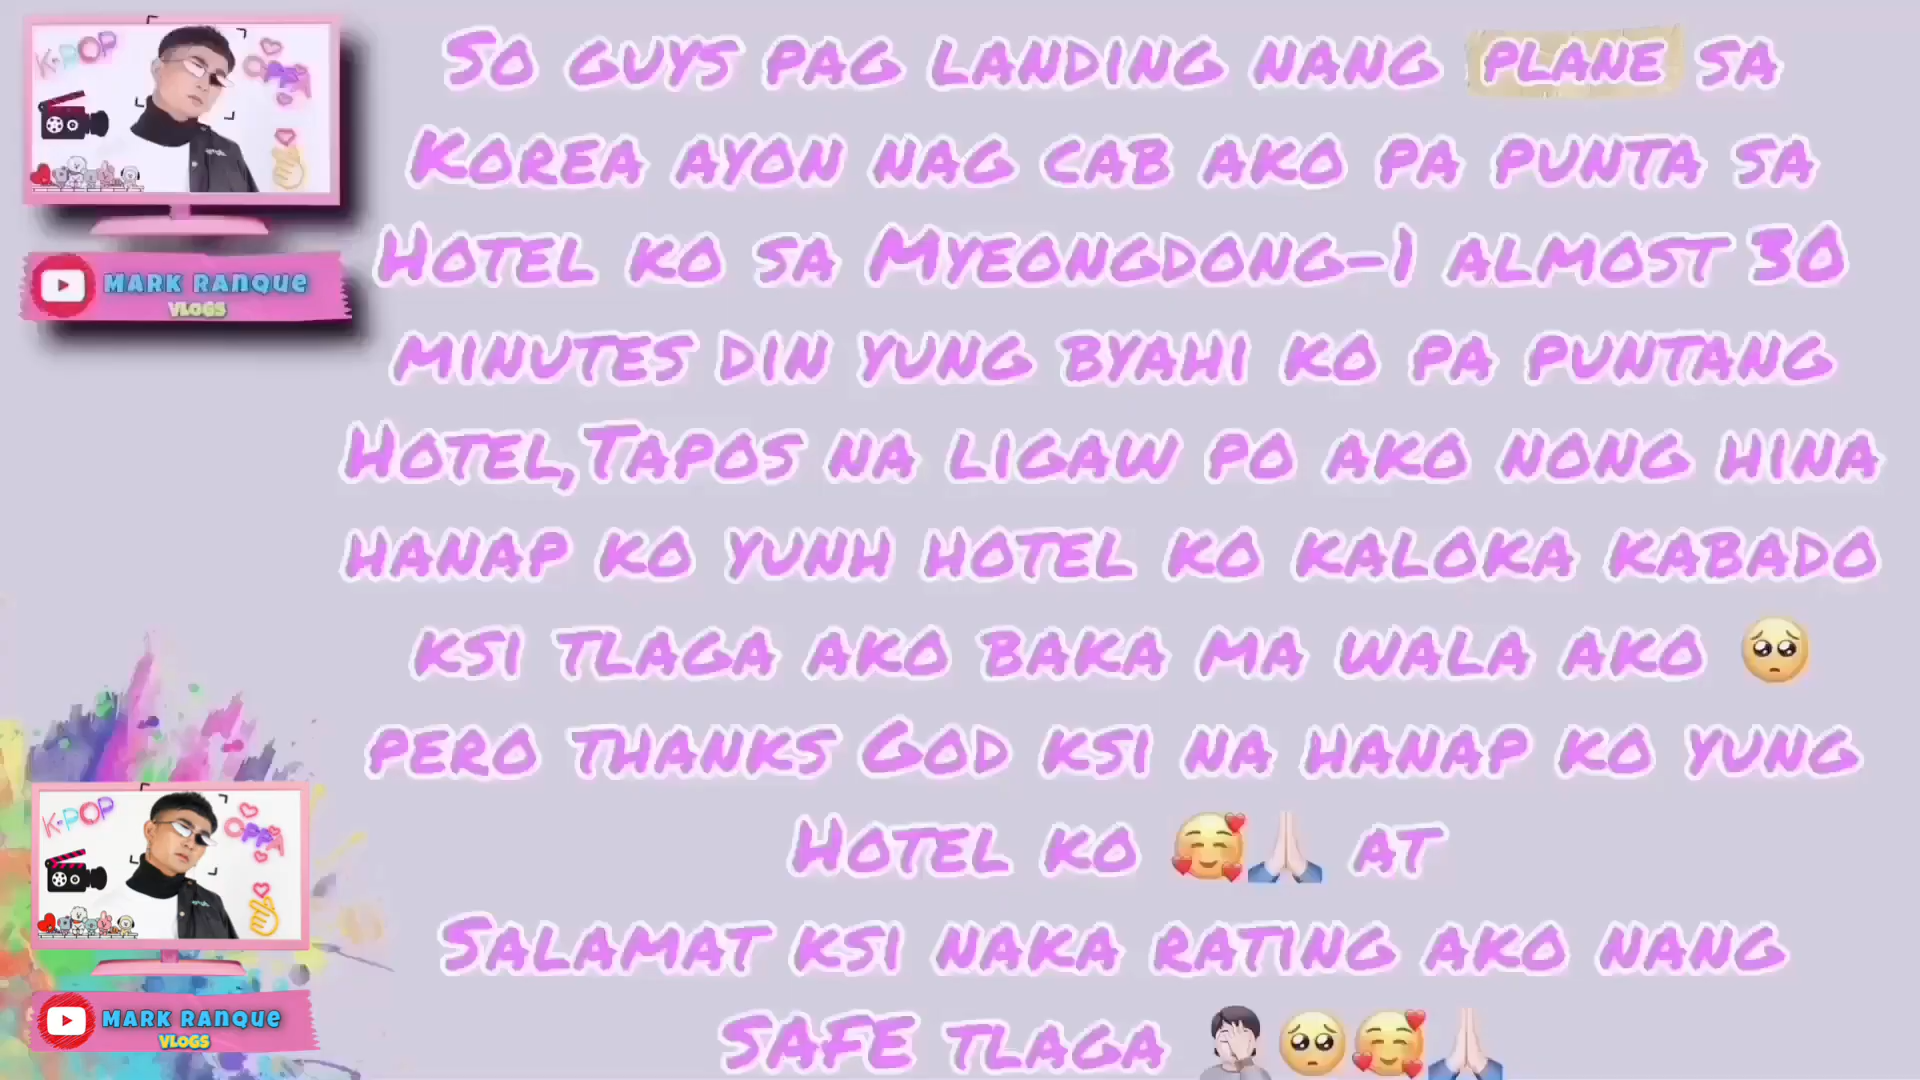 K-POP
OPPA
MARK RANQUE
VLOGS
So guys pag landing nang plane sa
Korea ayon nag cab ako pa punta sa
Hotel ko sa Myeongdong-1 almost 30
minutes din yung byahi ko pa puntang
Hotel,Tapos na ligaw po ako nong hina
hanap ko yunh hotel ko kaloka kabado
ksi tlaga ako baka ma wala ako 🥺
pero thanks God ksi na hanap ko yung
Hotel ko 🥰🙏🏻 at
Salamat ksi naka rating ako nang
SAFE tlaga 🤦🏻🥺🥰🙏🏻
K-POP
OPPA
MARK RANQUE
VLOGS